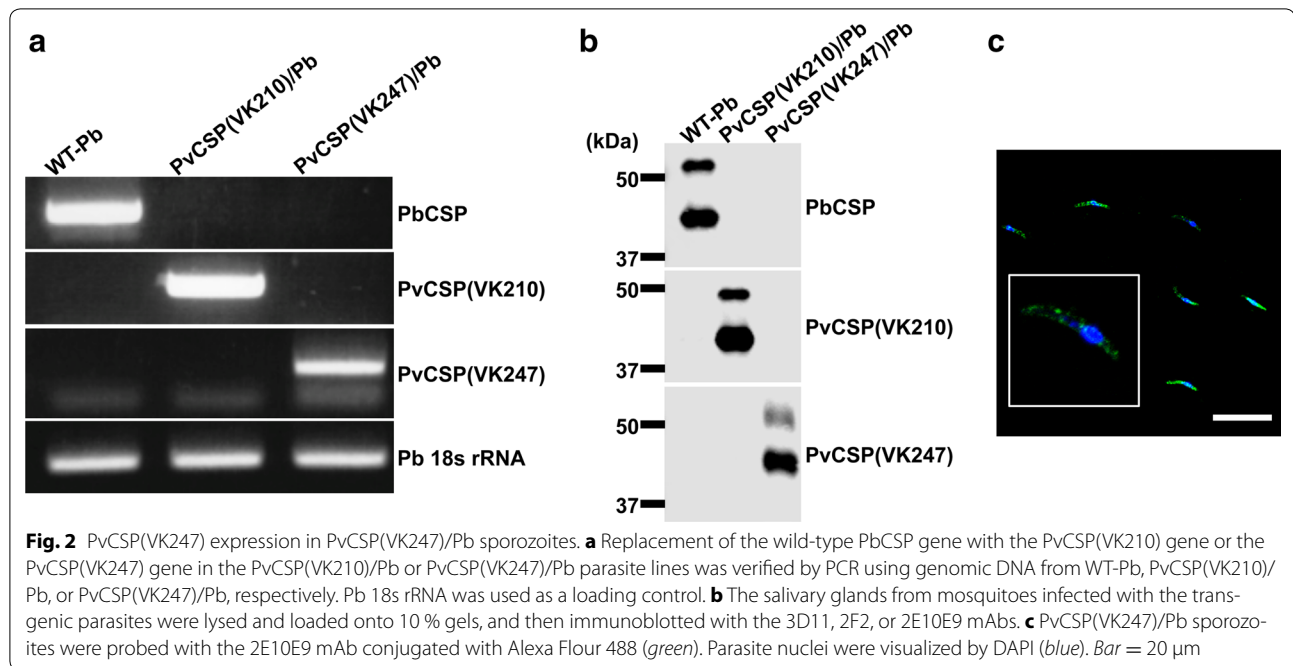 a
WT-Pb
PvCSP(VK210)/Pb
PvCSP(VK247)/Pb
PbCSP
PvCSP(VK210)
PvCSP(VK247)
Pb 18s rRNA
b
WT-Pb
PvCSP(VK210)/Pb
PvCSP(VK247)/Pb
(kDa)
50
PbCSP
37
50
PvCSP(VK210)
37
50
PvCSP(VK247)
37
c
Fig. 2 PvCSP(VK247) expression in PvCSP(VK247)/Pb sporozoites. a Replacement of the wild-type PbCSP gene with the PvCSP(VK210) gene or the
PvCSP(VK247) gene in the PvCSP(VK210)/Pb or PvCSP(VK247)/Pb parasite lines was verified by PCR using genomic DNA from WT-Pb, PvCSP(VK210)/
Pb, or PvCSP(VK247)/Pb, respectively. Pb 18s rRNA was used as a loading control. b The salivary glands from mosquitoes infected with the trans-
genic parasites were lysed and loaded onto 10 % gels, and then immunoblotted with the 3D11, 2F2, or 2E10E9 mAbs. c PvCSP(VK247)/Pb sporozo-
ites were probed with the 2E10E9 mAb conjugated with Alexa Flour 488 (green). Parasite nuclei were visualized by DAPI (blue). Bar = 20 μm